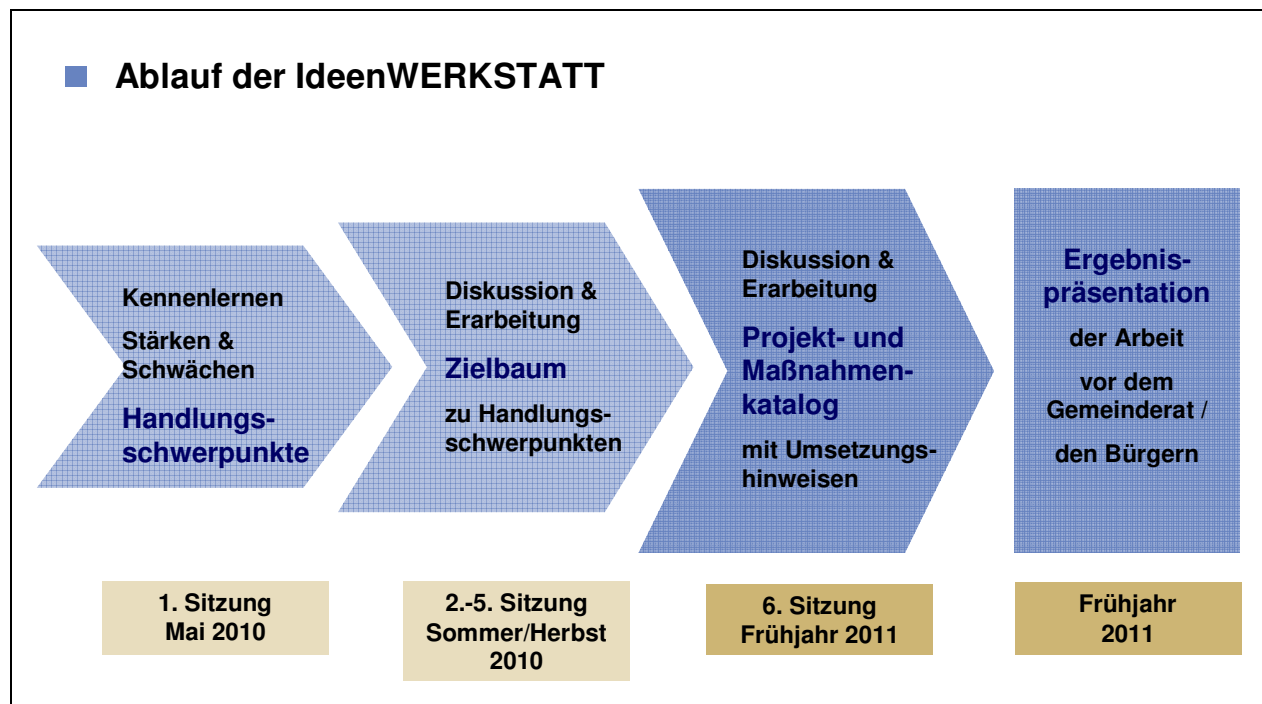 Ablauf der IdeenWERKSTATT
Kennenlernen
Stärken &
Schwächen
Handlungs-
schwerpunkte
Diskussion &
Erarbeitung
Zielbaum
zu Handlungs-
schwerpunkten
Diskussion &
Erarbeitung
Projekt- und
Maßnahmen-
katalog
mit Umsetzungs-
hinweisen
Ergebnis-
präsentation
der Arbeit
vor dem
Gemeinderat /
den Bürgern
1. Sitzung
Mai 2010
2.-5. Sitzung
Sommer/Herbst
2010
6. Sitzung
Frühjahr 2011
Frühjahr
2011